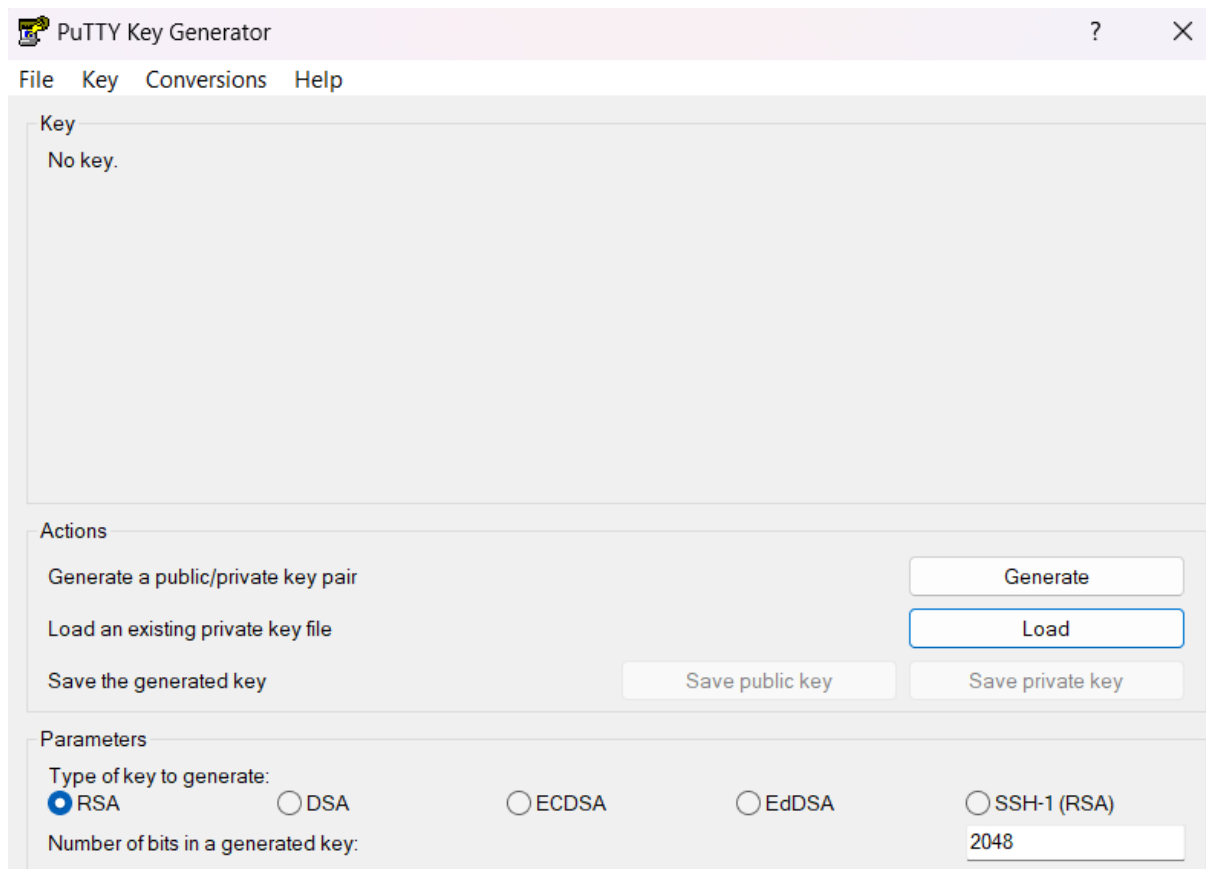 PuTTY Key Generator ?
File Key Conversions Help
Key
No key.
Actions
Generate a public/private key pair Generate
Load an existing private key file Load
Save the generated key Save public key Save private key
Parameters
Type of key to generate:
RSA DSA ECDSA EdDSA SSH-1 (RSA)
Number of bits in a generated key: 2048